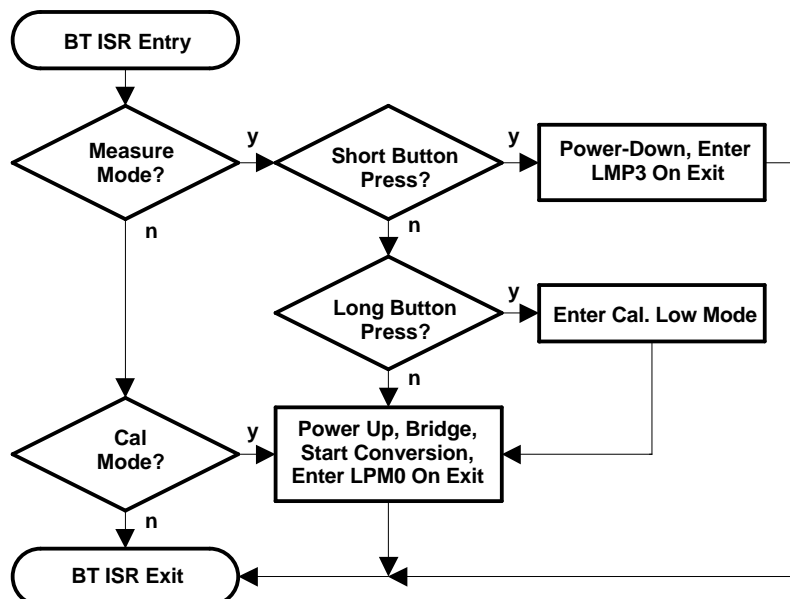 BT ISR Entry
Measure
Mode?
y
Short Button
Press?
y
Power-Down, Enter
LMP3 On Exit
n
n
Long Button
Press?
y
Enter Cal. Low Mode
n
Cal
Mode?
y
Power Up, Bridge,
Start Conversion,
Enter LPM0 On Exit
n
BT ISR Exit